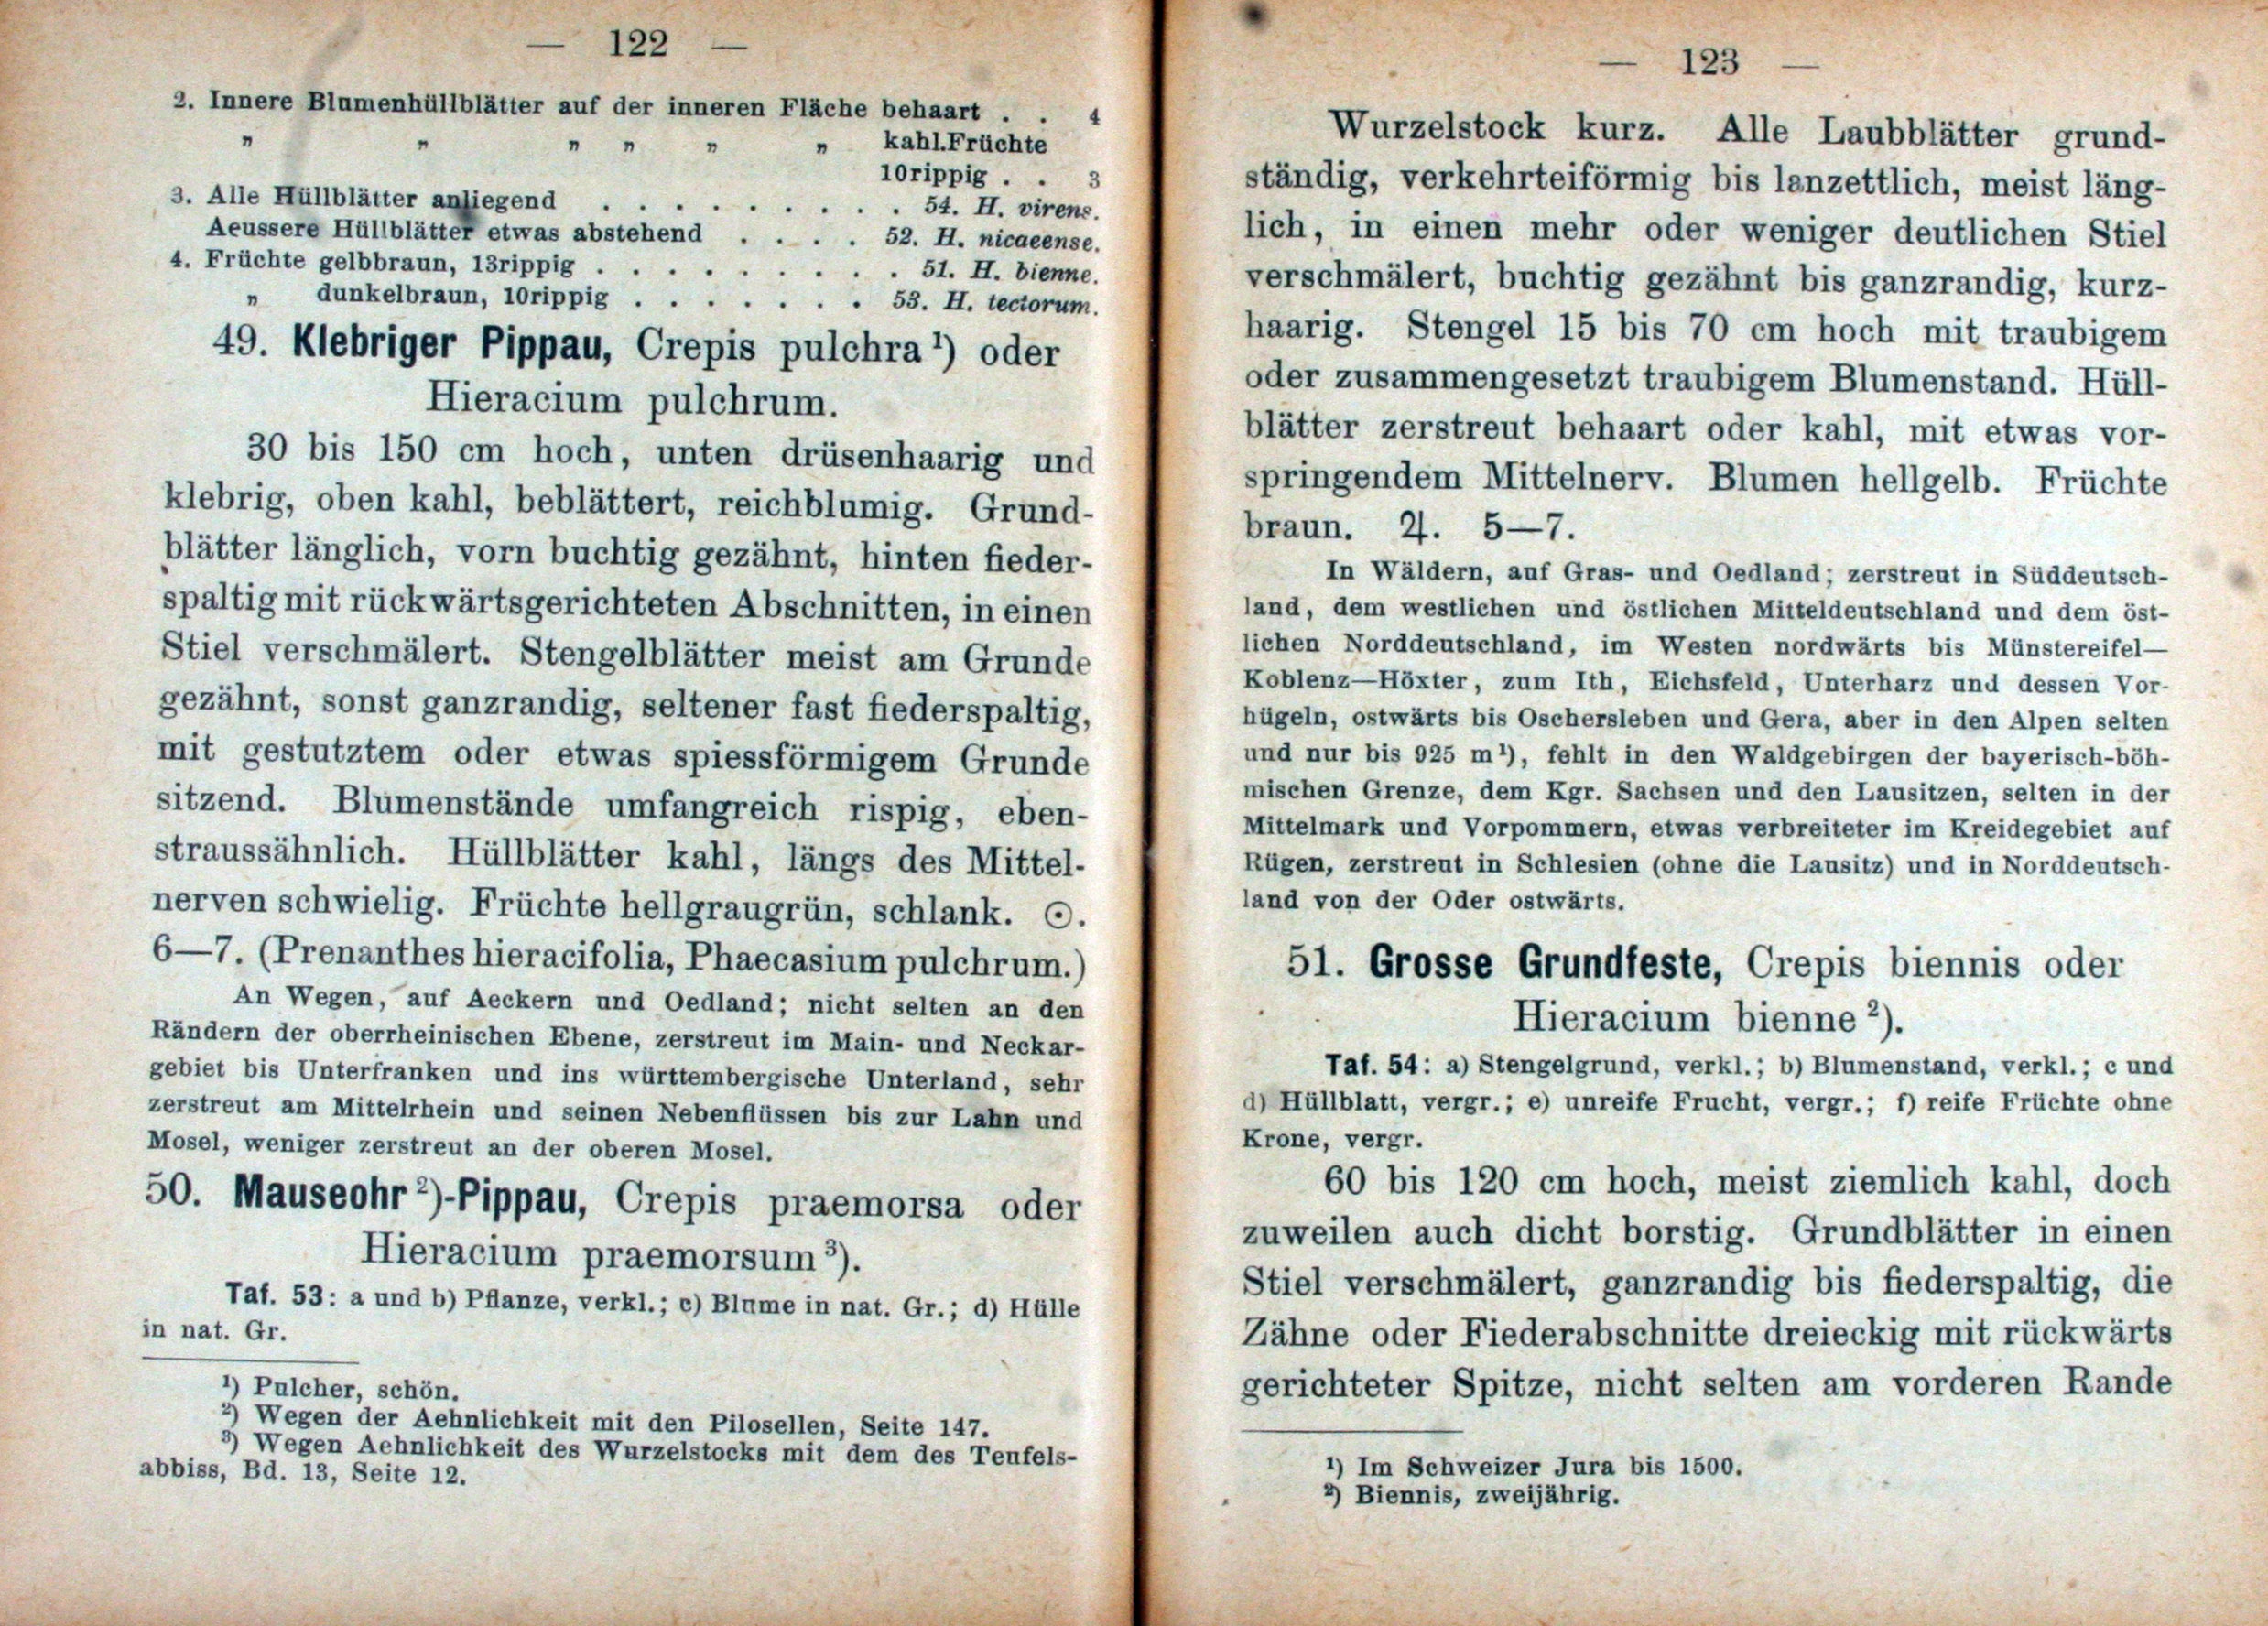 — 122 —
2. Innere Blumenhüllblätter auf der inneren Fläche behaart . . 4
" " " " " " kahl. Früchte
10rippig . . 3
3. Alle Hüllblätter anliegend . . . . . . . . . 54. H. virens.
Aeussere Hüllblätter etwas abstehend . . . . 52. H. nicaeense.
4. Früchte gelbbraun, 13rippig . . . . . . . . . 51. H. bienne.
" dunkelbraun, 10rippig . . . . . . . 53. H. tectorum.
49. Klebriger Pippau, Crepis pulchra¹) oder
Hieracium pulchrum.
30 bis 150 cm hoch, unten drüsenhaarig und
klebrig, oben kahl, beblättert, reichblumig. Grund-
blätter länglich, vorn buchtig gezähnt, hinten fieder-
spaltig mit rückwärtsgerichteten Abschnitten, in einen
Stiel verschmälert. Stengelblätter meist am Grunde
gezähnt, sonst ganzrandig, seltener fast fiederspaltig,
mit gestutztem oder etwas spiessförmigem Grunde
sitzend. Blumenstände umfangreich rispig, eben-
straussähnlich. Hüllblätter kahl, längs des Mittel-
nerven schwielig. Früchte hellgraugrün, schlank. ⊙.
6—7. (Prenanthes hieracifolia, Phaecasium pulchrum.)
An Wegen, auf Aeckern und Oedland; nicht selten an den
Rändern der oberrheinischen Ebene, zerstreut im Main- und Neckar-
gebiet bis Unterfranken und ins württembergische Unterland, sehr
zerstreut am Mittelrhein und seinen Nebenflüssen bis zur Lahn und
Mosel, weniger zerstreut an der oberen Mosel.
50. Mauseohr²)-Pippau, Crepis praemorsa oder
Hieracium praemorsum³).
Taf. 53: a und b) Pflanze, verkl.; c) Blume in nat. Gr.; d) Hülle
in nat. Gr.
¹) Pulcher, schön.
²) Wegen der Aehnlichkeit mit den Pilosellen, Seite 147.
³) Wegen Aehnlichkeit des Wurzelstocks mit dem des Teufels-
abbiss, Bd. 13, Seite 12.
— 123 —
Wurzelstock kurz. Alle Laubblätter grund-
ständig, verkehrteiförmig bis lanzettlich, meist läng-
lich, in einen mehr oder weniger deutlichen Stiel
verschmälert, buchtig gezähnt bis ganzrandig, kurz-
haarig. Stengel 15 bis 70 cm hoch mit traubigem
oder zusammengesetzt traubigem Blumenstand. Hüll-
blätter zerstreut behaart oder kahl, mit etwas vor-
springendem Mittelnerv. Blumen hellgelb. Früchte
braun. ♃. 5—7.
In Wäldern, auf Gras- und Oedland; zerstreut in Süddeutsch-
land, dem westlichen und östlichen Mitteldeutschland und dem öst-
lichen Norddeutschland, im Westen nordwärts bis Münstereifel—
Koblenz—Höxter, zum Ith, Eichsfeld, Unterharz und dessen Vor-
hügeln, ostwärts bis Oschersleben und Gera, aber in den Alpen selten
und nur bis 925 m¹), fehlt in den Waldgebirgen der bayerisch-böh-
mischen Grenze, dem Kgr. Sachsen und den Lausitzen, selten in der
Mittelmark und Vorpommern, etwas verbreiteter im Kreidegebiet auf
Rügen, zerstreut in Schlesien (ohne die Lausitz) und in Norddeutsch-
land von der Oder ostwärts.
51. Grosse Grundfeste, Crepis biennis oder
Hieracium bienne²).
Taf. 54: a) Stengelgrund, verkl.; b) Blumenstand, verkl.; c und
d) Hüllblatt, vergr.; e) unreife Frucht, vergr.; f) reife Früchte ohne
Krone, vergr.
60 bis 120 cm hoch, meist ziemlich kahl, doch
zuweilen auch dicht borstig. Grundblätter in einen
Stiel verschmälert, ganzrandig bis fiederspaltig, die
Zähne oder Fiederabschnitte dreieckig mit rückwärts
gerichteter Spitze, nicht selten am vorderen Rande
¹) Im Schweizer Jura bis 1500.
²) Biennis, zweijährig.